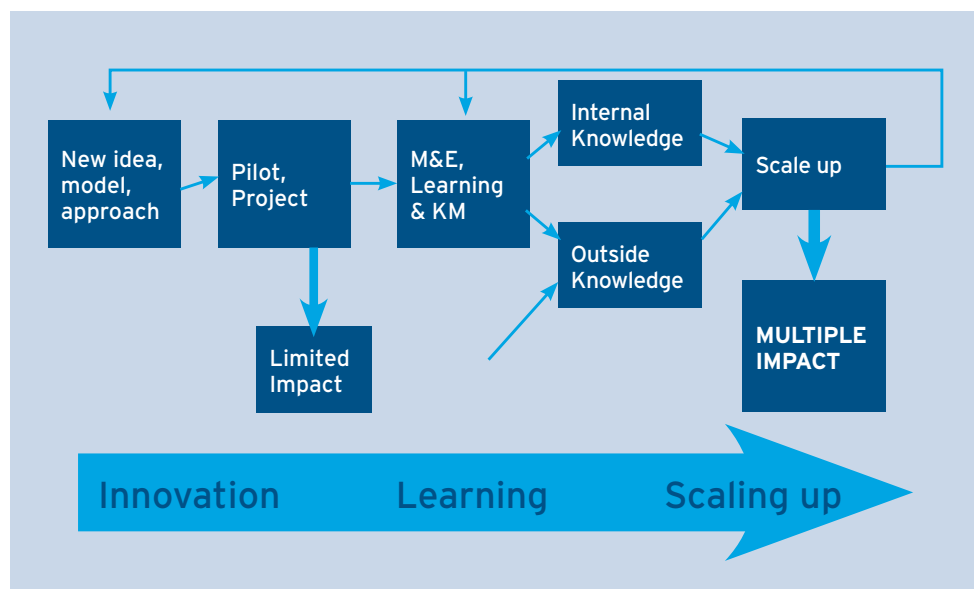 New idea,
model,
approach
Pilot,
Project
M&E,
Learning
& KM
Internal
Knowledge
Outside
Knowledge
Scale up
Limited
Impact
MULTIPLE
IMPACT
Innovation
Learning
Scaling up